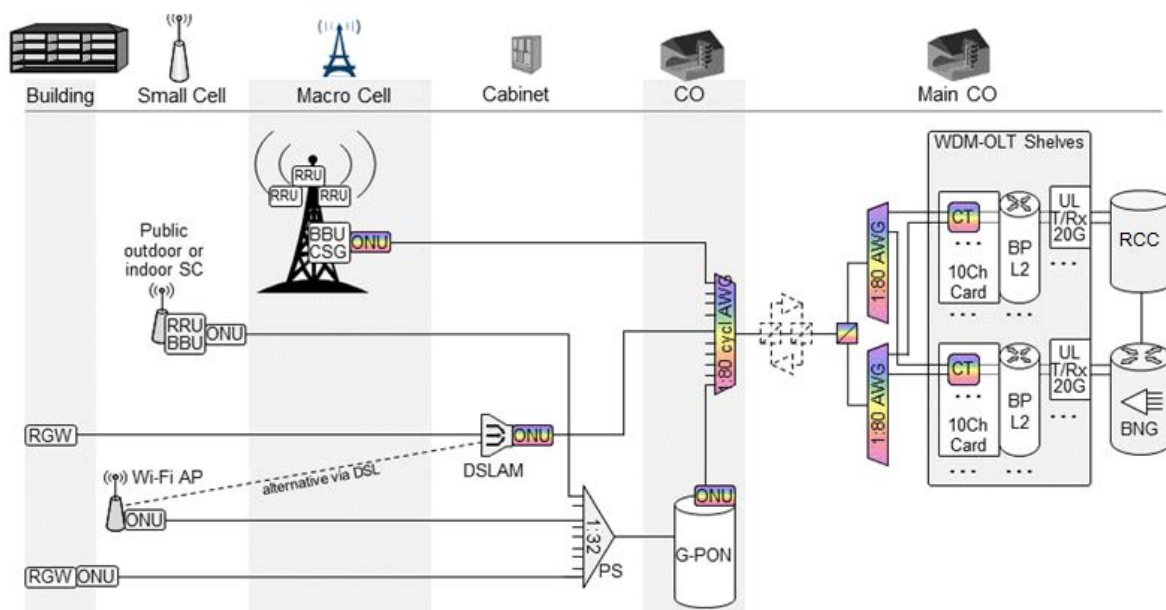 Building
Small Cell
Macro Cell
Cabinet
CO
Main CO
WDM-OLT Shelves
RRU
RRU
RRU
BBU
CSG
ONU
Public
outdoor or
indoor SC
RRU
BBU
ONU
RGW
DSLAM
ONU
Wi-Fi AP
ONU
alternative via DSL
RGW
ONU
1:32
PS
G-PON
ONU
1:80 cycl AWG
1:80 AWG
1:80 AWG
CT
...
10Ch
Card
...
BP
L2
...
UL
T/Rx
20G
...
RCC
CT
...
10Ch
Card
...
BP
L2
...
UL
T/Rx
20G
...
BNG